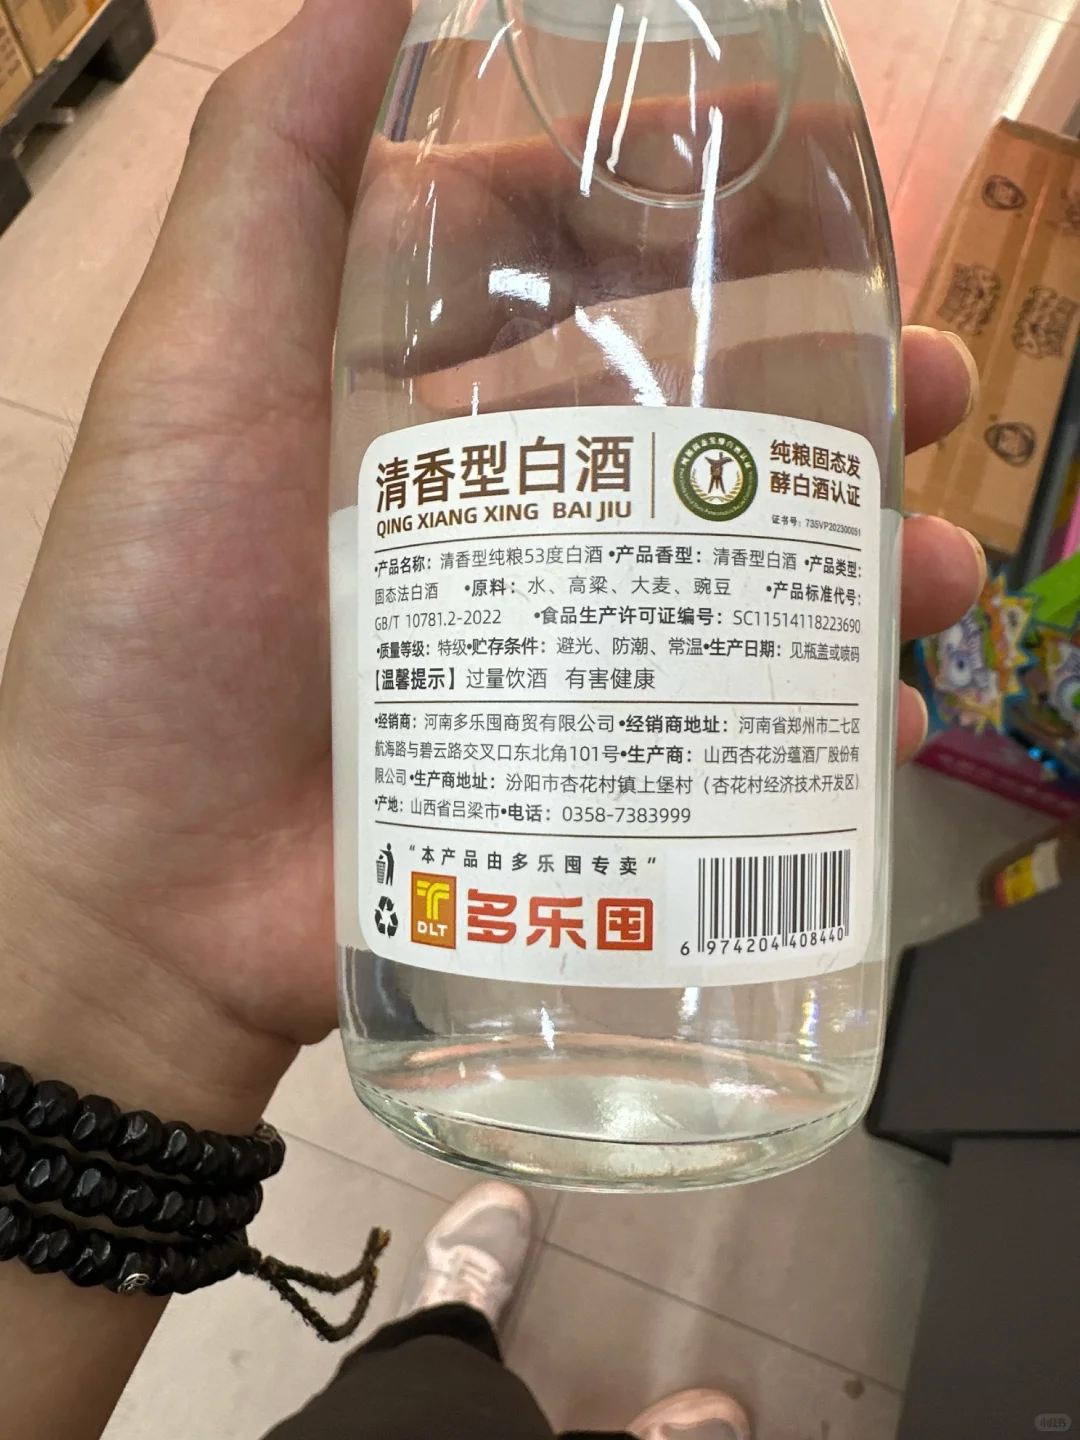 清香型白酒
QING XIANG XING BAI JIU
纯粮固态发
酵白酒认证
证书号：735VP202300051
•产品名称：清香型纯粮53度白酒 •产品香型：清香型白酒 •产品类型：
固态法白酒 •原料：水、高粱、大麦、豌豆 •产品标准代号：
GB/T 10781.2-2022 •食品生产许可证编号：SC11514118223690
•质量等级：特级•贮存条件：避光、防潮、常温•生产日期：见瓶盖或喷码
【温馨提示】过量饮酒 有害健康
•经销商：河南多乐囤商贸有限公司•经销商地址：河南省郑州市二七区
航海路与碧云路交叉口东北角101号•生产商：山西杏花汾蕴酒厂股份有
限公司•生产商地址：汾阳市杏花村镇上堡村（杏花村经济技术开发区）
•产地：山西省吕梁市•电话：0358-7383999
“本产品由多乐囤专卖”
DLT
多乐囤
6 974204 408440